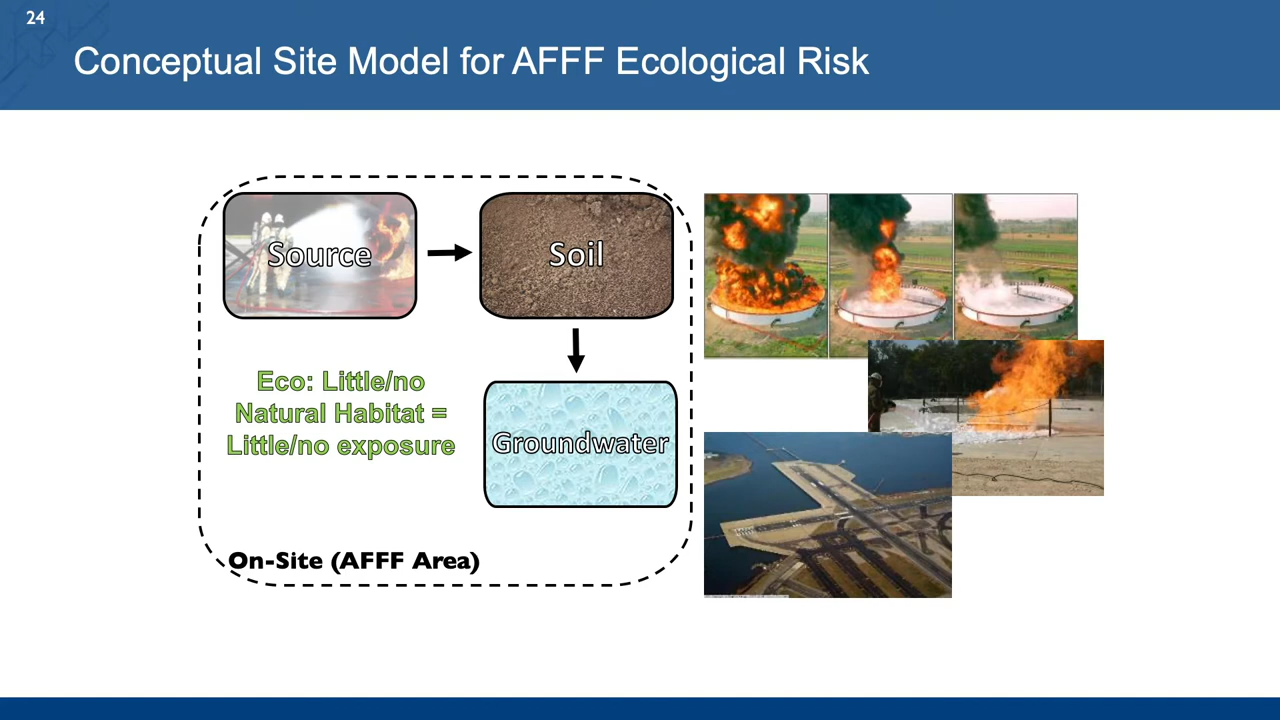 24
Conceptual Site Model for AFFF Ecological Risk
Source
Soil
Eco: Little/no
Natural Habitat =
Little/no exposure
Groundwater
On-Site (AFFF Area)